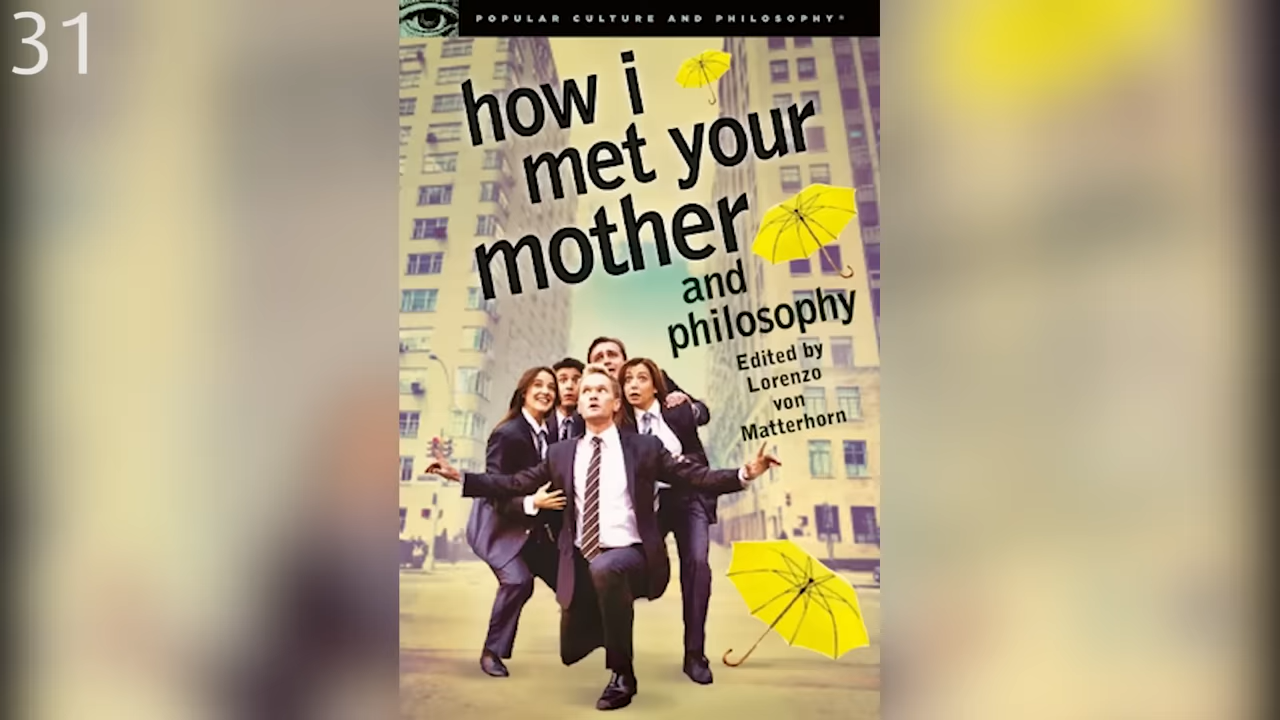 31
POPULAR CULTURE AND PHILOSOPHY®
how i
met your
mother
and
philosophy
Edited by
Lorenzo
von
Matterhorn